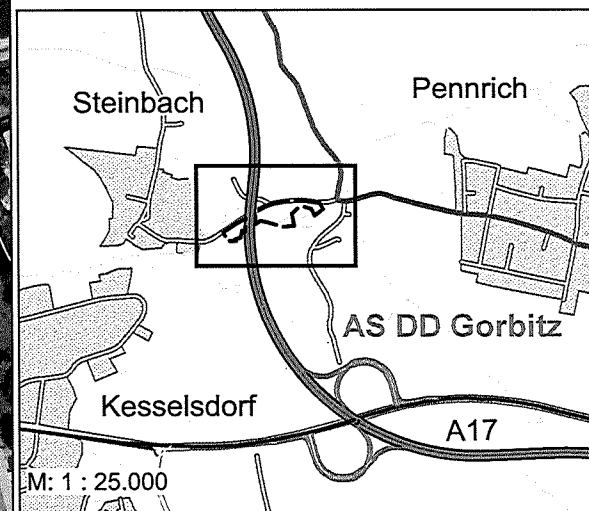 Steinbach
Pennrich
AS DD Gorbitz
Kesselsdorf
A17
M: 1 : 25.000